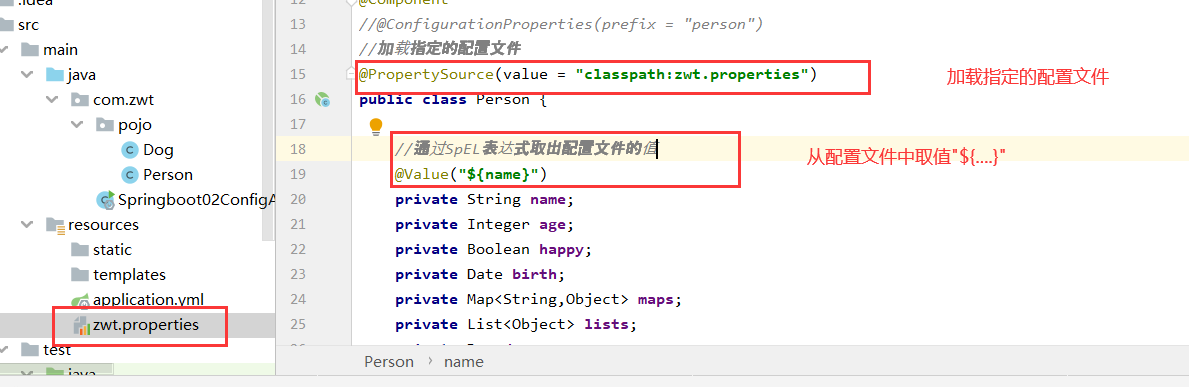 .idea
src
main
java
com.zwt
pojo
Dog
Person
Springboot02ConfigA
resources
static
templates
application.yml
zwt.properties
test
java
12 @Component
13 //@ConfigurationProperties(prefix = "person")
14 //加载指定的配置文件
15 @PropertySource(value = "classpath:zwt.properties")
16 public class Person {
17
18 //通过SpEL表达式取出配置文件的值
19 @Value("${name}")
20 private String name;
21 private Integer age;
22 private Boolean happy;
23 private Date birth;
24 private Map<String,Object> maps;
25 private List<Object> lists;
加载指定的配置文件
从配置文件中取值"${....}"
Person › name